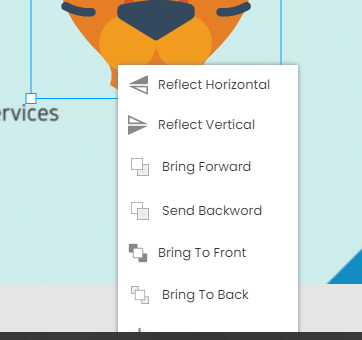 ervices
Reflect Horizontal
Reflect Vertical
Bring Forward
Send Backword
Bring To Front
Bring To Back